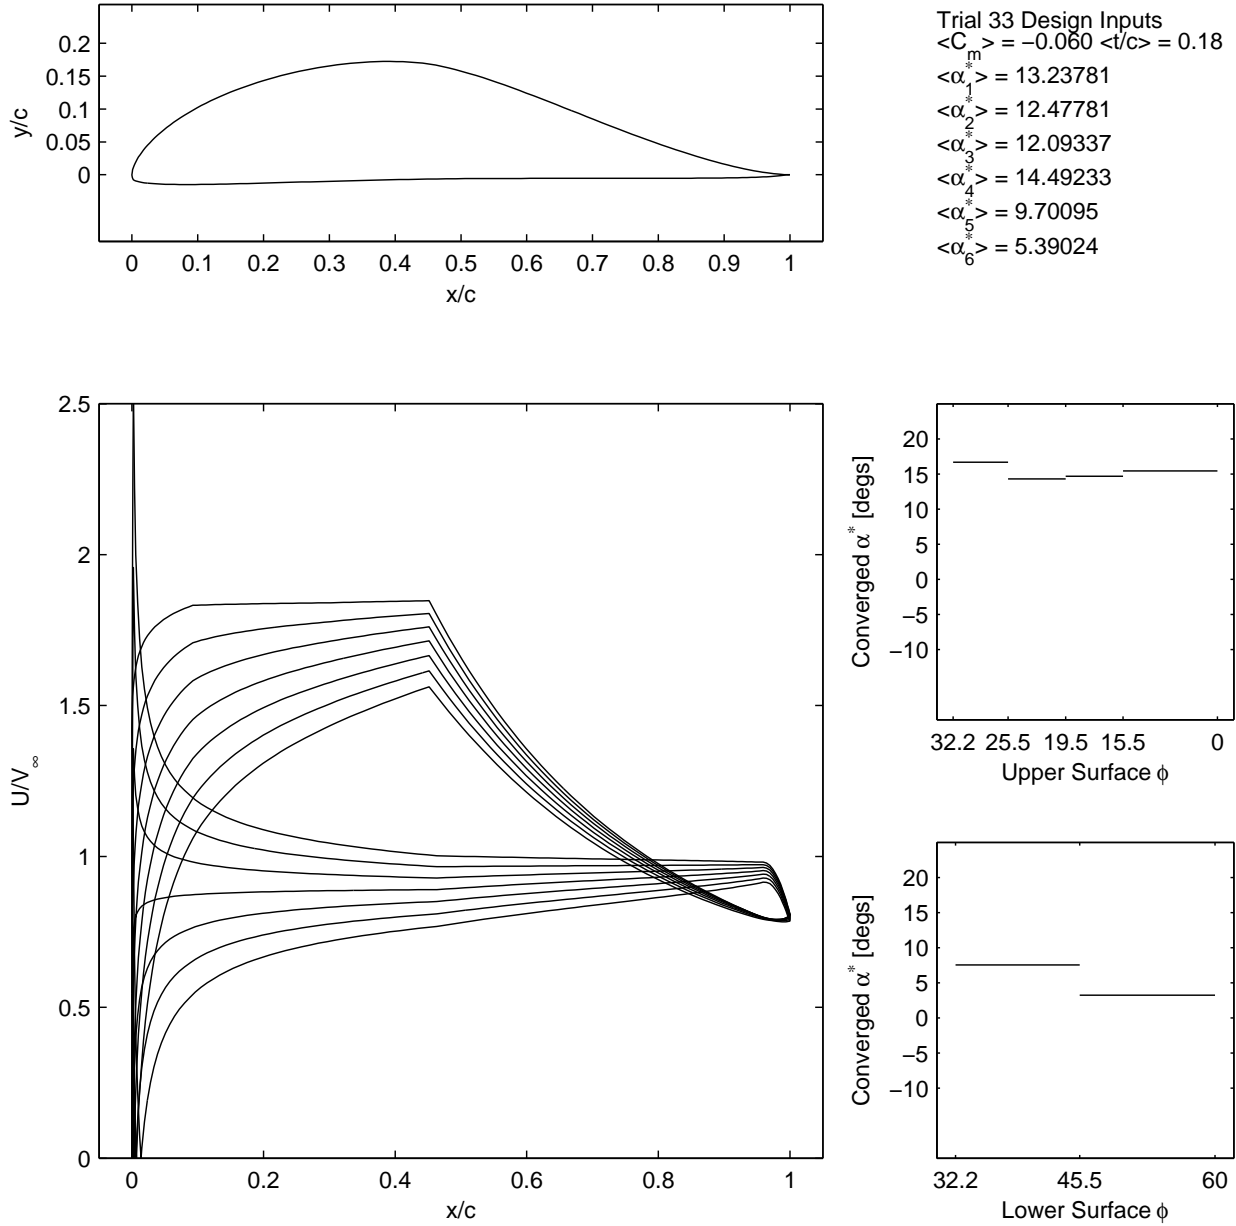 Trial 33 Design Inputs
<C_m> = −0.060 <t/c> = 0.18
<α*_1> = 13.23781
<α*_2> = 12.47781
<α*_3> = 12.09337
<α*_4> = 14.49233
<α*_5> = 9.70095
<α*_6> = 5.39024
0.2
0.15
0.1
0.05
0
y/c
0 0.1 0.2 0.3 0.4 0.5 0.6 0.7 0.8 0.9 1
x/c
2.5
2
1.5
1
0.5
0
U/V_∞
0 0.2 0.4 0.6 0.8 1
x/c
20
15
10
5
0
−5
−10
Converged α* [degs]
32.2 25.5 19.5 15.5 0
Upper Surface φ
20
15
10
5
0
−5
−10
Converged α* [degs]
32.2 45.5 60
Lower Surface φ